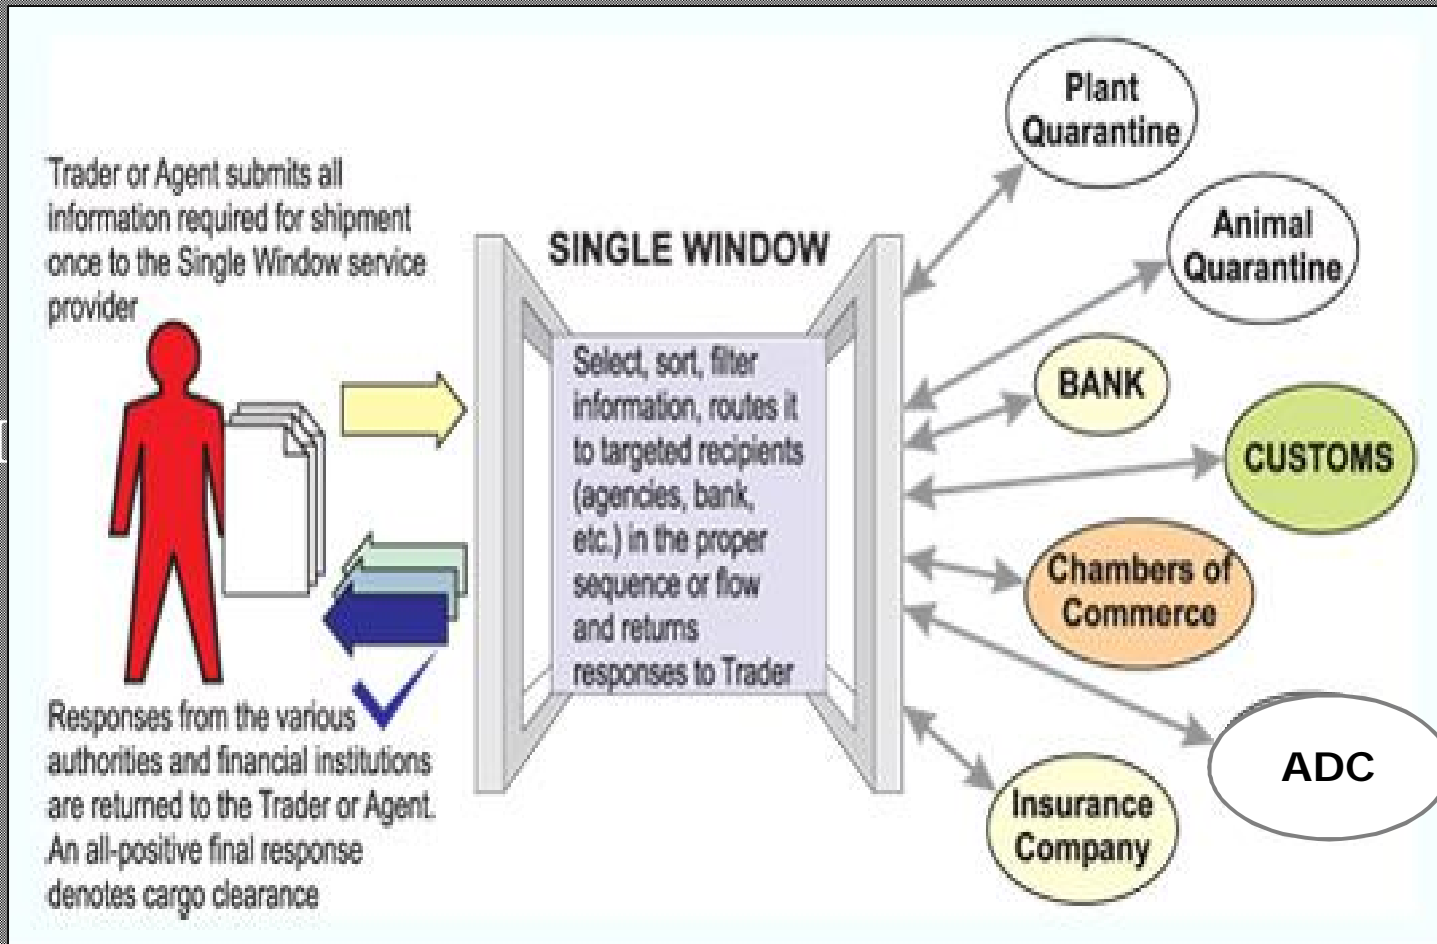 Trader or Agent submits all
information required for shipment
once to the Single Window service
provider
SINGLE WINDOW
Select, sort, filter
information, routes it
to targeted recipients
(agencies, bank,
etc.) in the proper
sequence or flow
and returns
responses to Trader
Responses from the various
authorities and financial institutions
are returned to the Trader or Agent.
An all-positive final response
denotes cargo clearance
Plant
Quarantine
Animal
Quarantine
BANK
CUSTOMS
Chambers of
Commerce
ADC
Insurance
Company